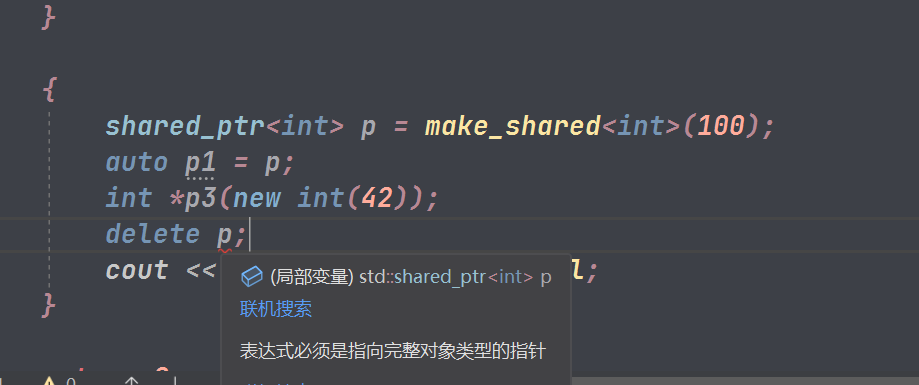 }
{
shared_ptr<int> p = make_shared<int>(100);
auto p1 = p;
int *p3(new int(42));
delete p;
cout << l;
(局部变量) std::shared_ptr<int> p
联机搜索
表达式必须是指向完整对象类型的指针
}